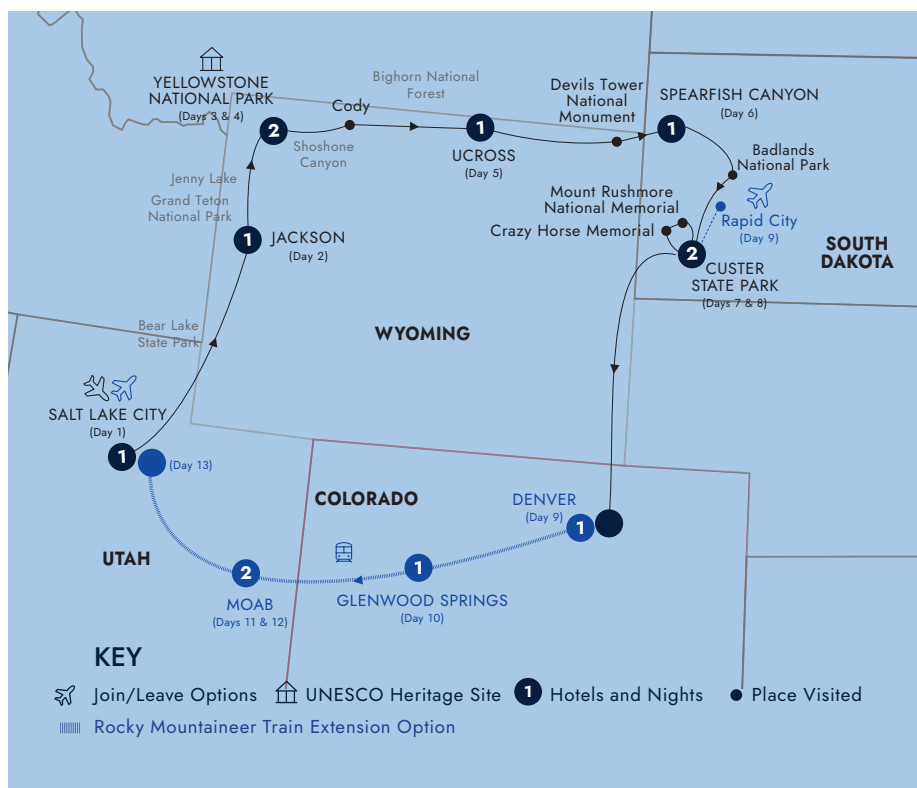 YELLOWSTONE
NATIONAL PARK
(Days 3 & 4)
2
Cody
Bighorn National
Forest
Shoshone
Canyon
1
UCROSS
(Day 5)
Devils Tower
National
Monument
SPEARFISH CANYON
(Day 6)
1
Badlands
National Park
Jenny Lake
Grand Teton
National Park
1
JACKSON
(Day 2)
Mount Rushmore
National Memorial
Crazy Horse Memorial
Rapid City
(Day 9)
2
CUSTER
STATE PARK
(Days 7 & 8)
SOUTH
DAKOTA
Bear Lake
State Park
WYOMING
SALT LAKE CITY
(Day 1)
1
(Day 13)
COLORADO
DENVER
(Day 9)
1
UTAH
2
MOAB
(Days 11 & 12)
1
GLENWOOD SPRINGS
(Day 10)
KEY
Join/Leave Options
UNESCO Heritage Site
1 Hotels and Nights
Place Visited
Rocky Mountaineer Train Extension Option